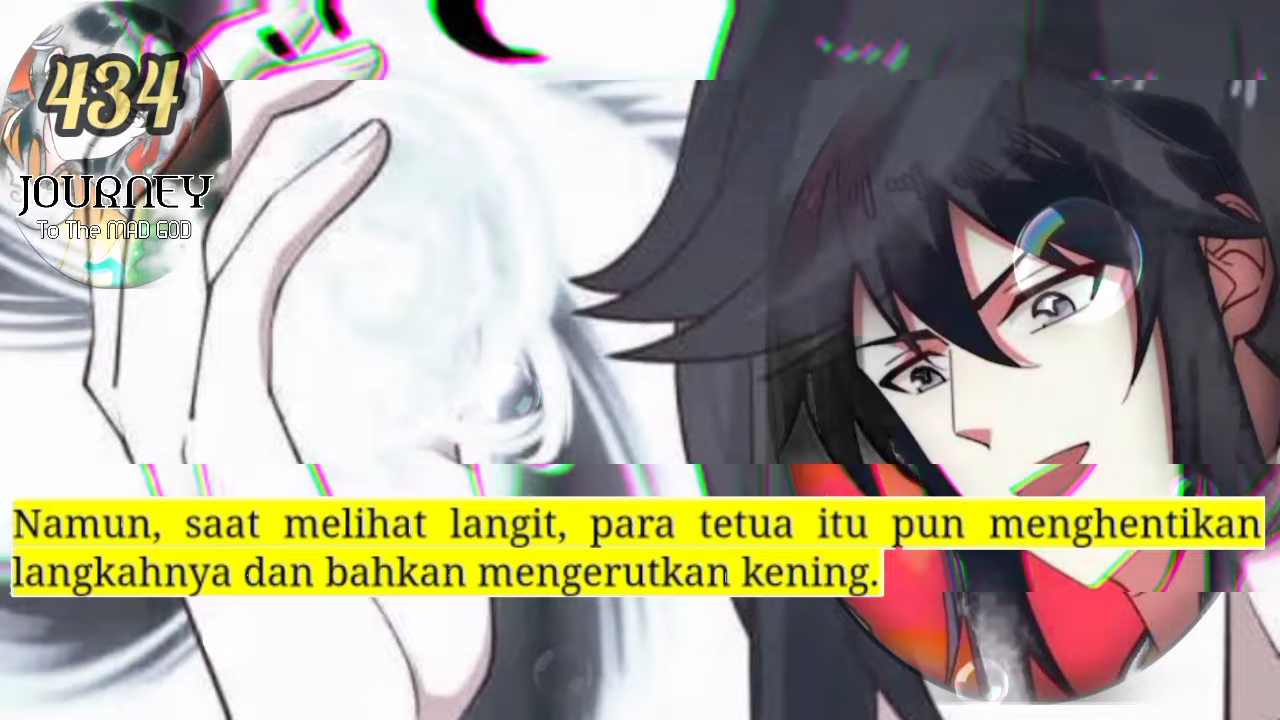 434
JOURNEY
To The MAD GOD
Namun, saat melihat langit, para tetua itu pun menghentikan
langkahnya dan bahkan mengerutkan kening.